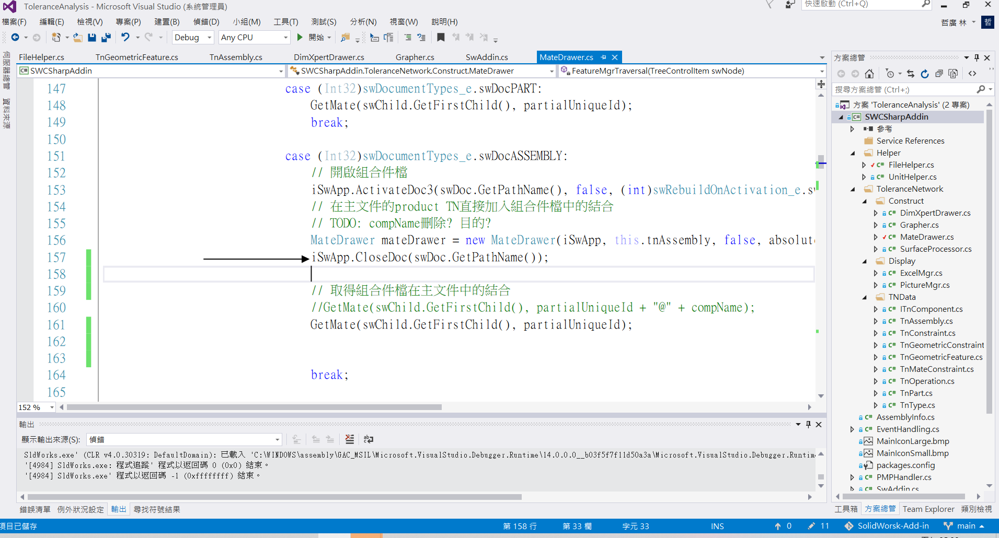 ToleranceAnalysis - Microsoft Visual Studio (系統管理員)
快速啟動 (Ctrl+Q)
檔案(F) 編輯(E) 檢視(V) 專案(P) 建置(B) 偵錯(D) 小組(M) 工具(T) 測試(S) 分析(N) 視窗(W) 說明(H)
哲廣 林
哲
Debug
Any CPU
開始
伺服器總管
資料來源
FileHelper.cs TnGeometricFeature.cs TnAssembly.cs DimXpertDrawer.cs Grapher.cs SwAddin.cs MateDrawer.cs
SWCSharpAddin
SWCSharpAddin.ToleranceNetwork.Construct.MateDrawer
FeatureMgrTraversal(TreeControlItem swNode)
147 case (Int32)swDocumentTypes_e.swDocPART:
148 GetMate(swChild.GetFirstChild(), partialUniqueId);
149 break;
150
151 case (Int32)swDocumentTypes_e.swDocASSEMBLY:
152 // 開啟組合件檔
153 iSwApp.ActivateDoc3(swDoc.GetPathName(), false, (int)swRebuildOnActivation_e.sw
154 // 在主文件的product TN直接加入組合件檔中的結合
155 // TODO: compName刪除? 目的?
156 MateDrawer mateDrawer = new MateDrawer(iSwApp, this.tnAssembly, false, absolute
157 iSwApp.CloseDoc(swDoc.GetPathName());
158
159 // 取得組合件檔在主文件中的結合
160 //GetMate(swChild.GetFirstChild(), partialUniqueId + "@" + compName);
161 GetMate(swChild.GetFirstChild(), partialUniqueId);
162
163
164 break;
165
152 %
輸出
顯示輸出來源(S): 偵錯
SldWorks.exe' (CLR v4.0.30319: DefaultDomain): 已載入 'C:\WINDOWS\assembly\GAC_MSIL\Microsoft.VisualStudio.Debugger.Runtime\14.0.0.0__b03f5f7f11d50a3a\Microsoft.VisualStudio.Debugger.Runtime
'[4984] SldWorks.exe: 程式追蹤' 程式以返回碼 0 (0x0) 結束。
'[4984] SldWorks.exe' 程式以返回碼 -1 (0xffffffff) 結束。
錯誤清單 例外狀況設定 輸出 尋找符號結果
方案總管
搜尋方案總管 (Ctrl+;)
方案 'ToleranceAnalysis' (2 專案)
SWCSharpAddin
參考
Service References
Helper
FileHelper.cs
UnitHelper.cs
ToleranceNetwork
Construct
DimXpertDrawer.cs
Grapher.cs
MateDrawer.cs
SurfaceProcessor.cs
Display
ExcelMgr.cs
PictureMgr.cs
TNData
ITnComponent.cs
TnAssembly.cs
TnConstraint.cs
TnGeometricConstraint
TnGeometricFeature.cs
TnMateConstraint.cs
TnOperation.cs
TnPart.cs
TnType.cs
AssemblyInfo.cs
EventHandling.cs
MainIconLarge.bmp
MainIconSmall.bmp
packages.config
PMPHandler.cs
SwAddin.cs
工具箱 方案總管 Team Explorer 類別檢視
項目已儲存 第 158 行 第 33 欄 字元 33 INS 0 11 SolidWorsk-Add-in main